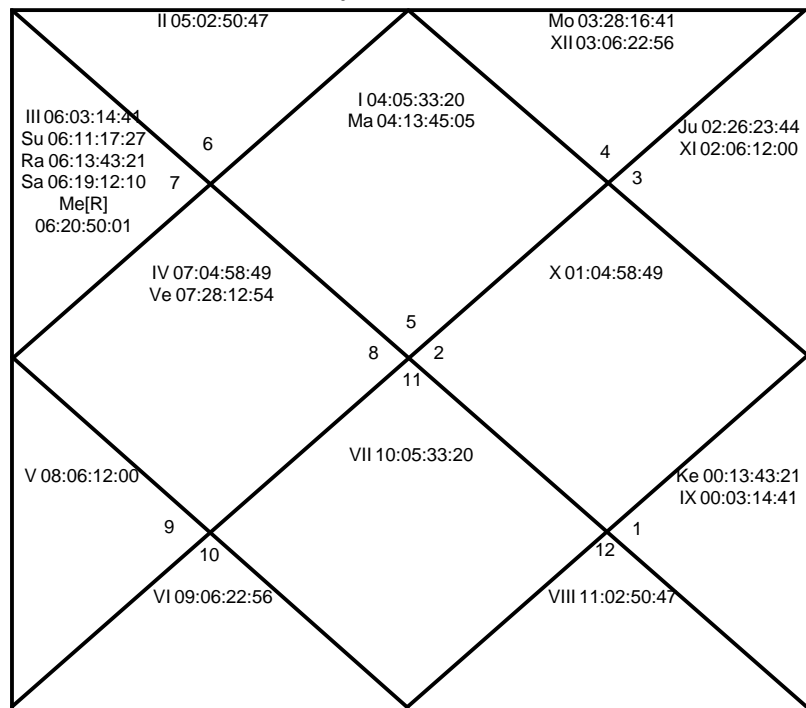 II 05:02:50:47
Mo 03:28:16:41
XII 03:06:22:56
I 04:05:33:20
Ma 04:13:45:05
III 06:03:14:41
Su 06:11:17:27
Ra 06:13:43:21
Sa 06:19:12:10
Me[R]
06:20:50:01
6
7
4
3
Ju 02:26:23:44
XI 02:06:12:00
IV 07:04:58:49
Ve 07:28:12:54
X 01:04:58:49
5
8
2
11
V 08:06:12:00
VII 10:05:33:20
Ke 00:13:43:21
IX 00:03:14:41
9
10
1
12
VI 09:06:22:56
VIII 11:02:50:47